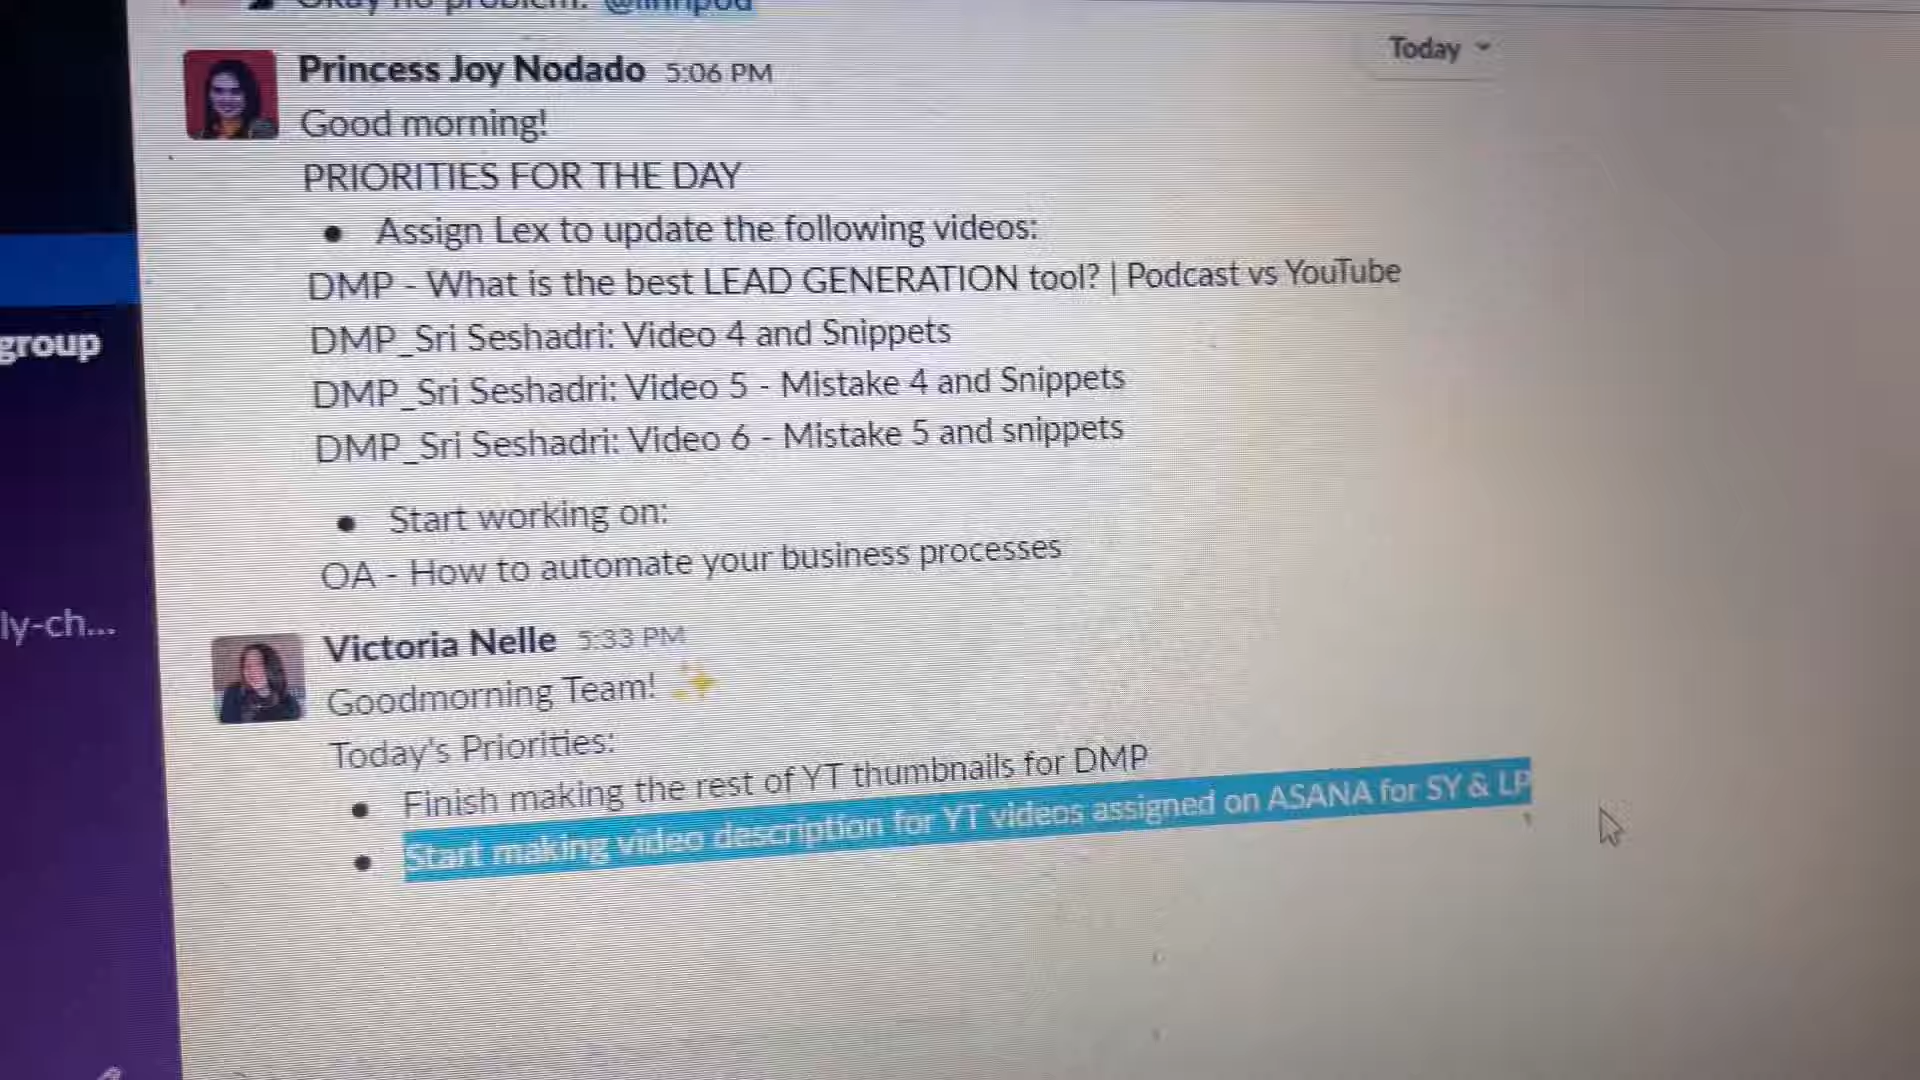 Okay no problem.
Today
Princess Joy Nodado 5:06 PM
Good morning!
PRIORITIES FOR THE DAY
• Assign Lex to update the following videos:
DMP - What is the best LEAD GENERATION tool? | Podcast vs YouTube
DMP_Sri Seshadri: Video 4 and Snippets
DMP_Sri Seshadri: Video 5 - Mistake 4 and Snippets
DMP_Sri Seshadri: Video 6 - Mistake 5 and snippets
• Start working on:
OA - How to automate your business processes
Victoria Nelle 5:33 PM
Goodmorning Team! ✨
Today's Priorities:
• Finish making the rest of YT thumbnails for DMP
• Start making video description for YT videos assigned on ASANA for SY & LP
group
ly-ch...